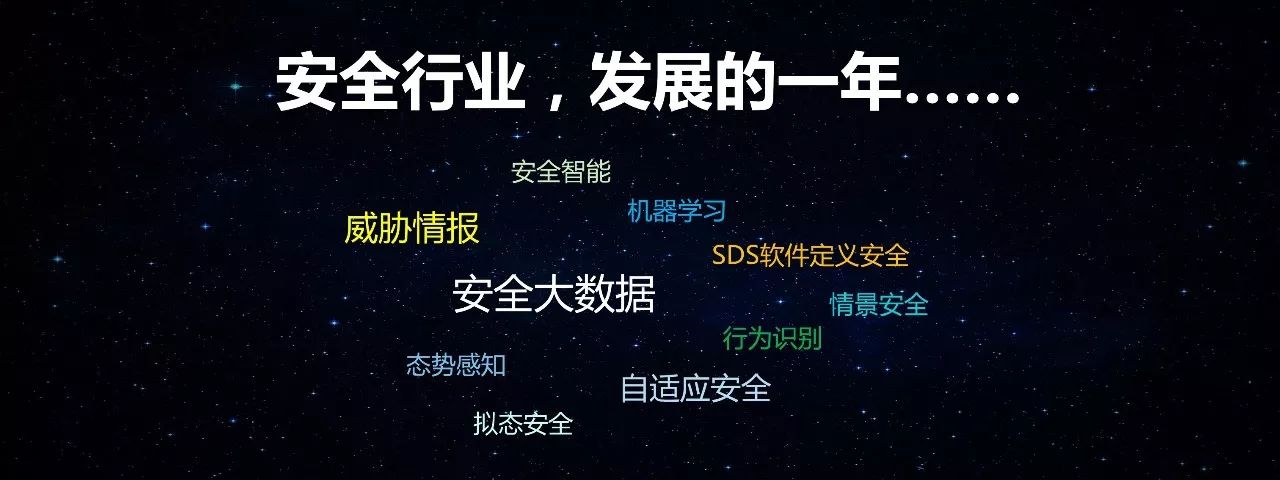 安全行业，发展的一年……
安全智能
机器学习
威胁情报
SDS软件定义安全
安全大数据
情景安全
行为识别
态势感知
自适应安全
拟态安全